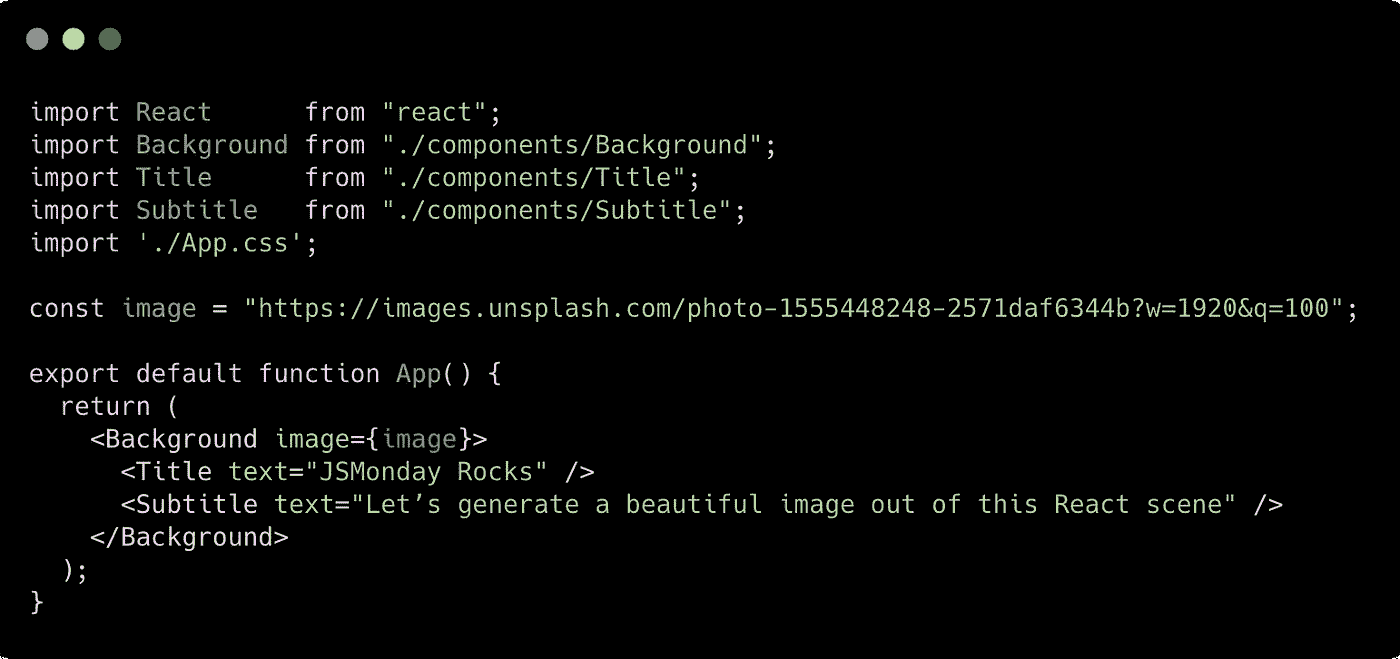 import React      from "react";
import Background from "./components/Background";
import Title      from "./components/Title";
import Subtitle   from "./components/Subtitle";
import './App.css';

const image = "https://images.unsplash.com/photo-1555448248-2571daf6344b?w=1920&q=100";

export default function App() {
  return (
    <Background image={image}>
      <Title text="JSMonday Rocks" />
      <Subtitle text="Let’s generate a beautiful image out of this React scene" />
    </Background>
  );
}